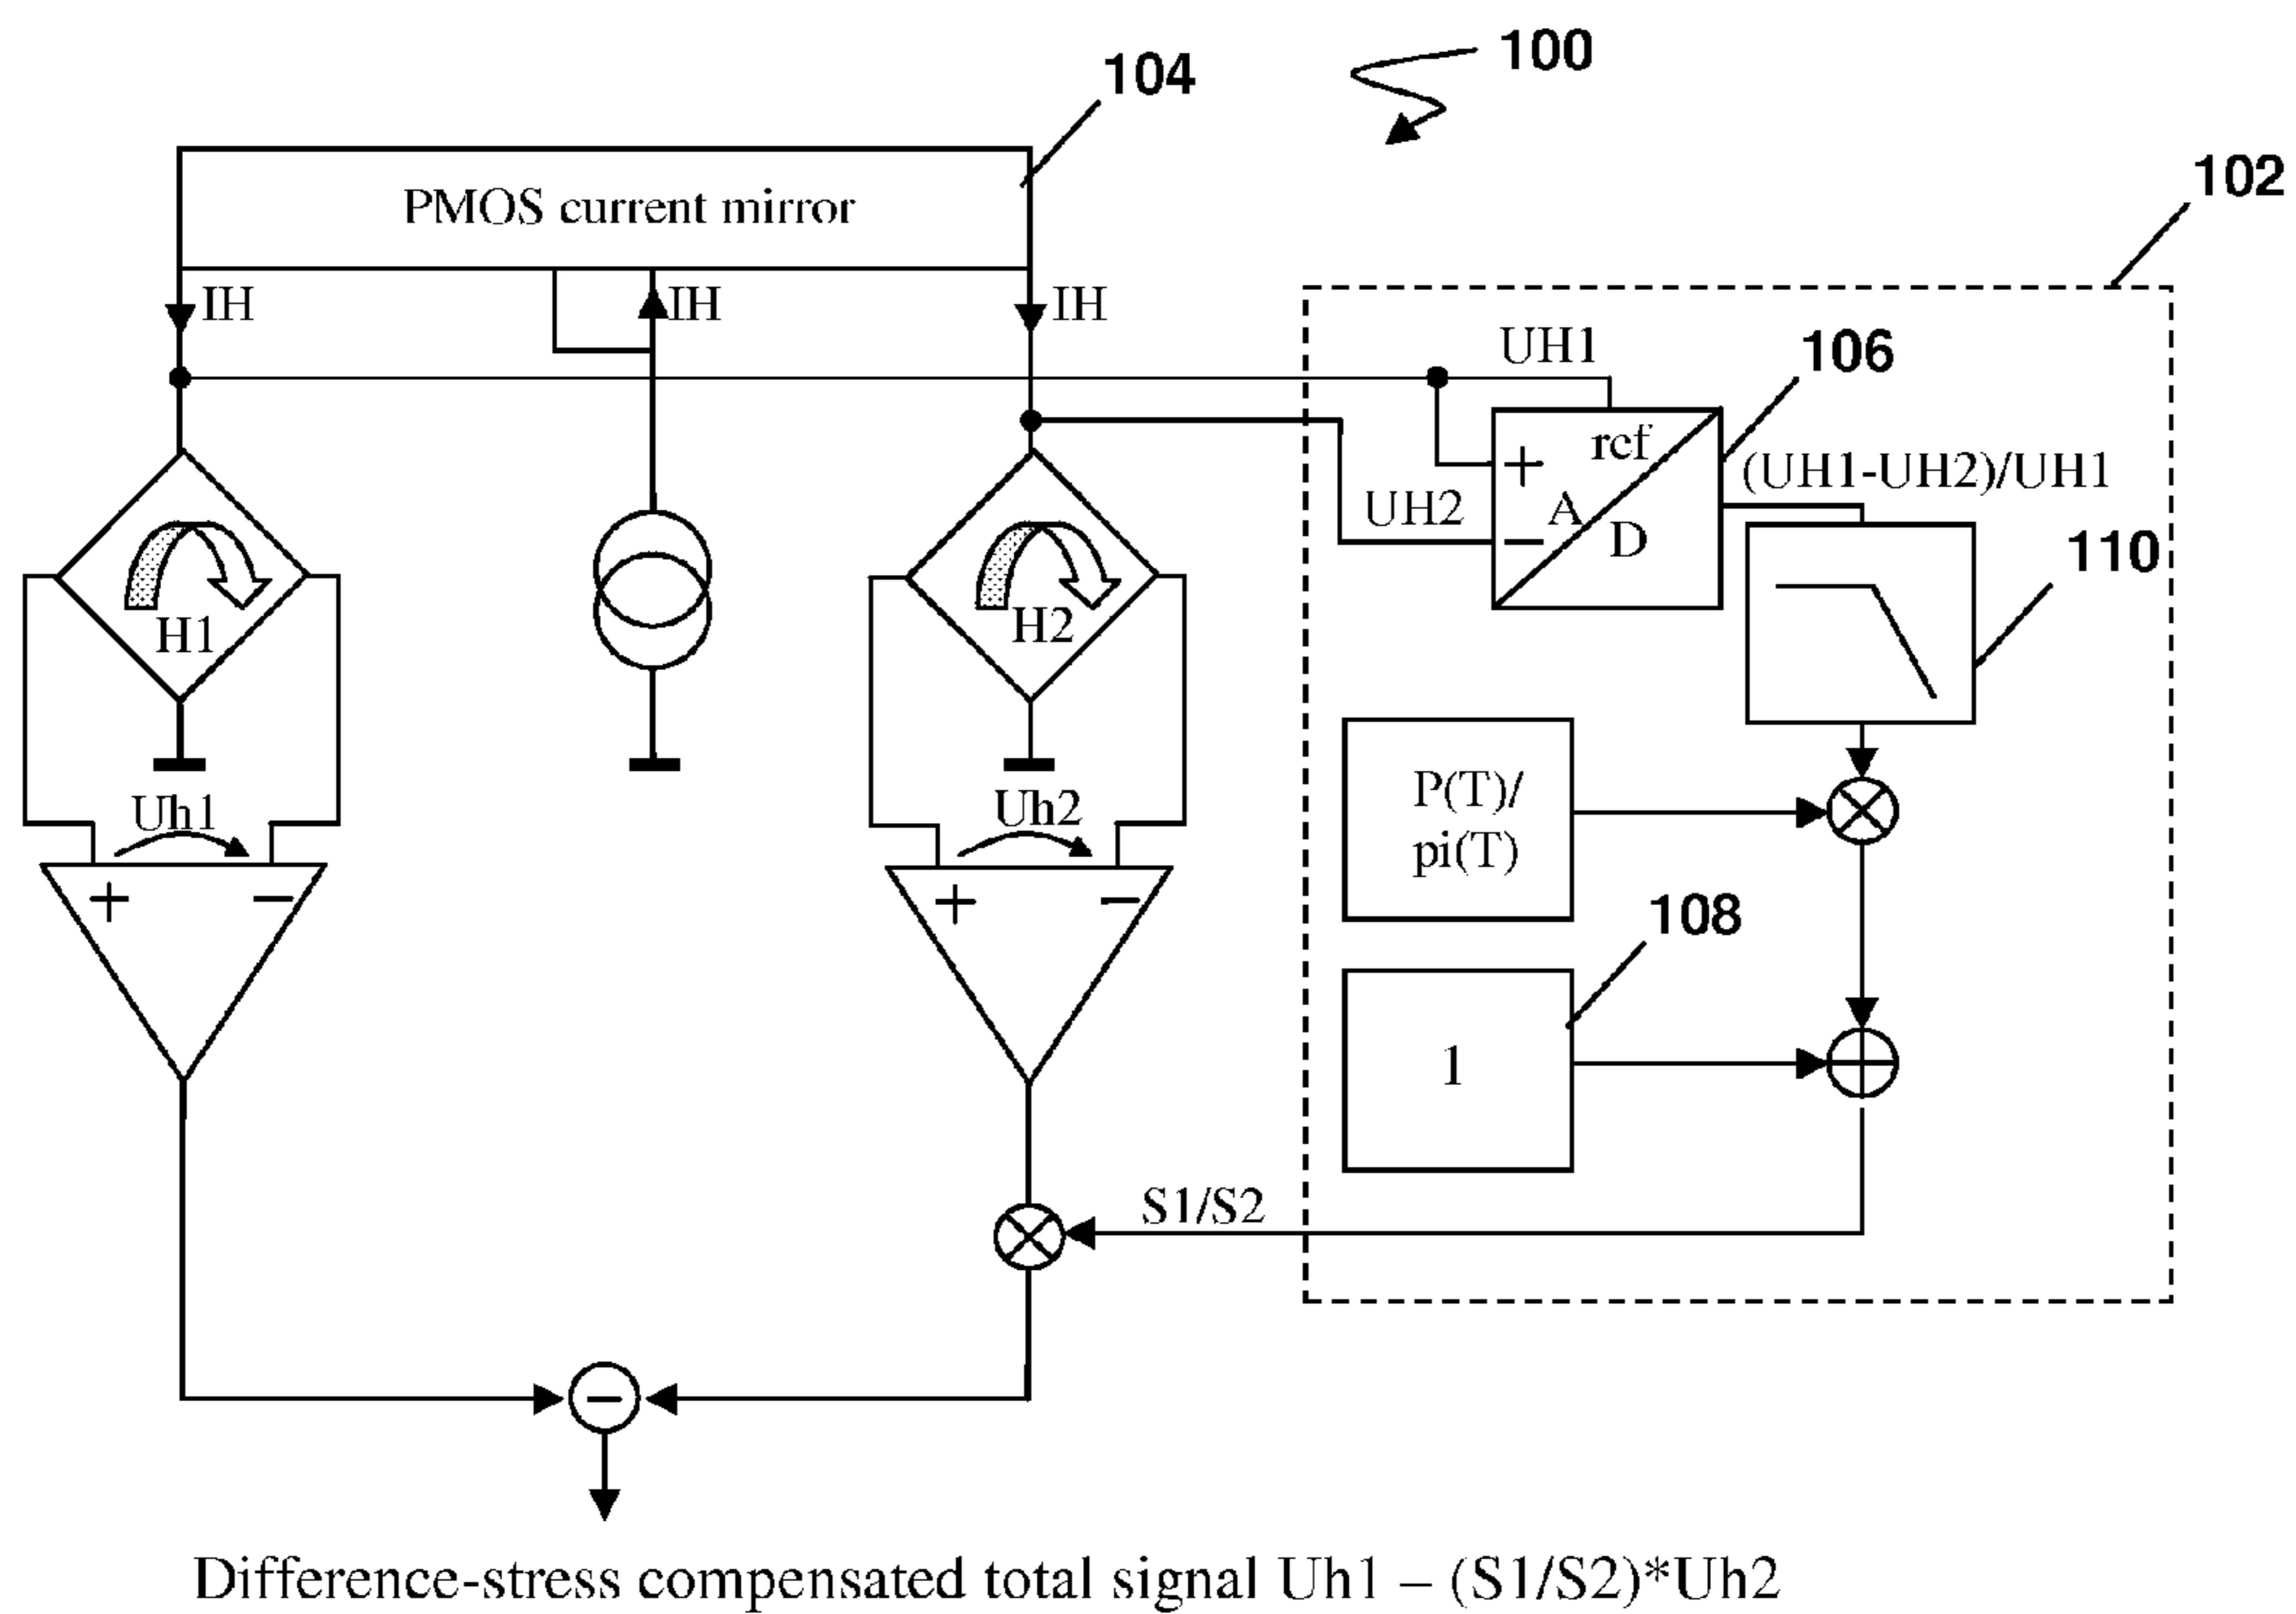 100
104
102
PMOS current mirror
IH
IH
IH
UH1
106
rcf
+
A
D
−
UH2
(UH1-UH2)/UH1
110
H1
H2
Uh1
Uh2
P(T)/
pi(T)
+ −
+ −
108
1
S1/S2
−
Difference-stress compensated total signal Uh1 – (S1/S2)*Uh2